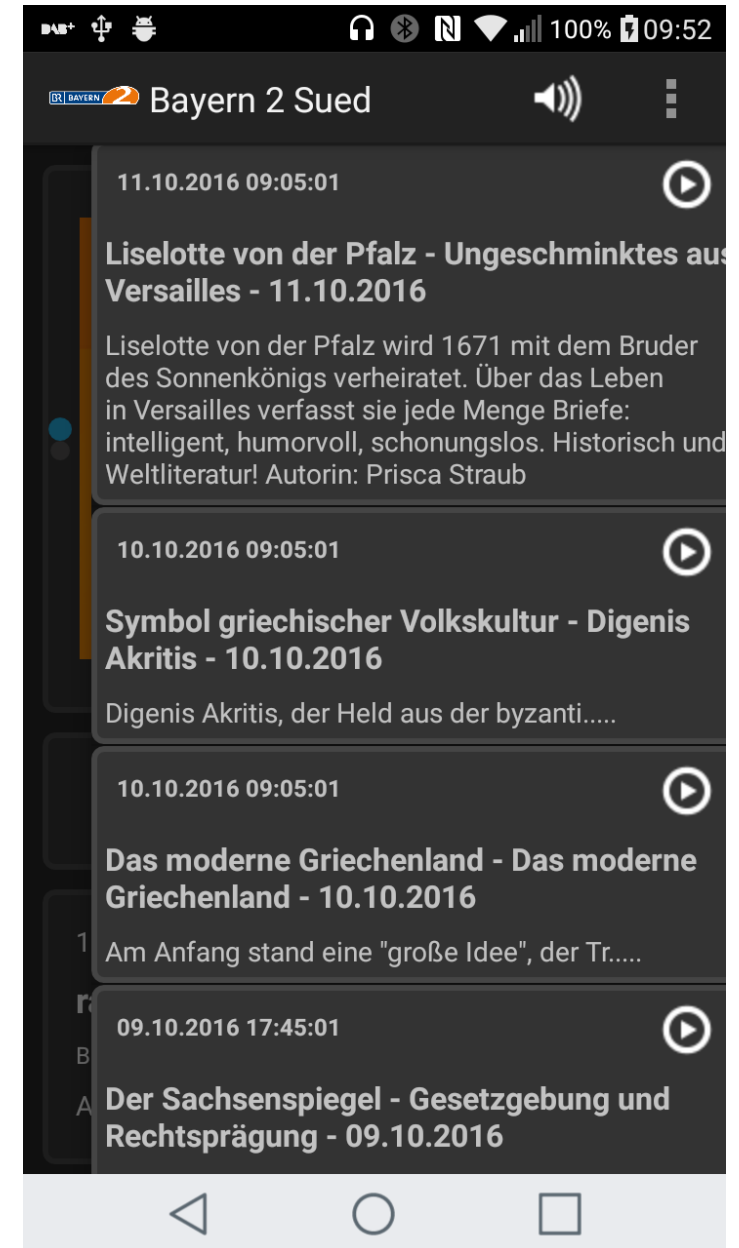 DAB+ 100% 09:52
BR BAYERN 2 Bayern 2 Sued
11.10.2016 09:05:01
Liselotte von der Pfalz - Ungeschminktes aus
Versailles - 11.10.2016
Liselotte von der Pfalz wird 1671 mit dem Bruder
des Sonnenkönigs verheiratet. Über das Leben
in Versailles verfasst sie jede Menge Briefe:
intelligent, humorvoll, schonungslos. Historisch und
Weltliteratur! Autorin: Prisca Straub
10.10.2016 09:05:01
Symbol griechischer Volkskultur - Digenis
Akritis - 10.10.2016
Digenis Akritis, der Held aus der byzanti.....
10.10.2016 09:05:01
Das moderne Griechenland - Das moderne
Griechenland - 10.10.2016
1
Am Anfang stand eine "große Idee", der Tr.....
09.10.2016 17:45:01
B
A
Der Sachsenspiegel - Gesetzgebung und
Rechtsprägung - 09.10.2016